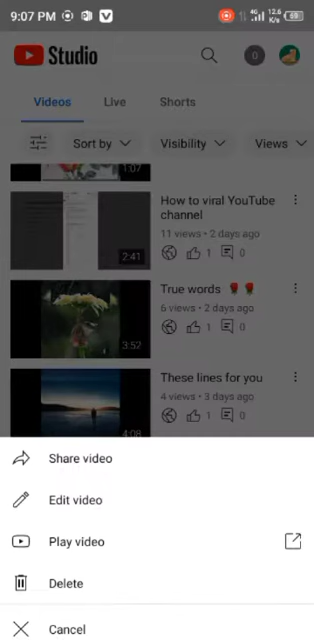 9:07 PM 4G 12.6 K/s
Studio 0
Videos Live Shorts
Sort by Visibility Views
1:07
How to viral YouTube
channel
11 views • 2 days ago
1 0
2:41
True words 🌹🌹
6 views • 2 days ago
1 0
3:52
These lines for you
4 views • 3 days ago
1 0
4:08
Share video
Edit video
Play video
Delete
Cancel